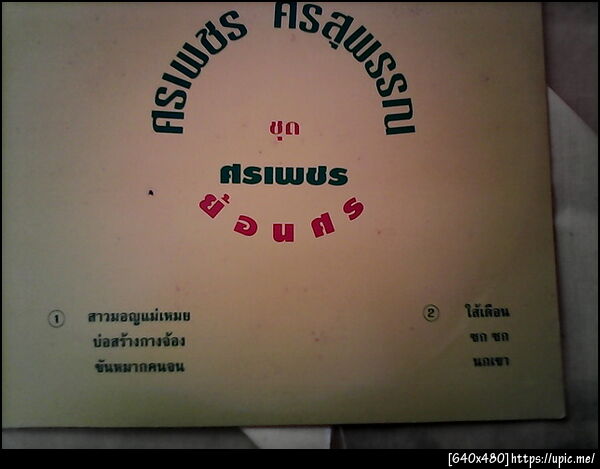 ศรเพชร ศรสุพรรณ
ชุด
ศรเพชร
ยู้อนศร
1 สาวมอญแม่เหมย
บ่อสร้างกางจ้อง
ขันหมากคนจน
2 ใส้เดือน
ชก ชก
นกเขา
[640x480]https://upic.me/